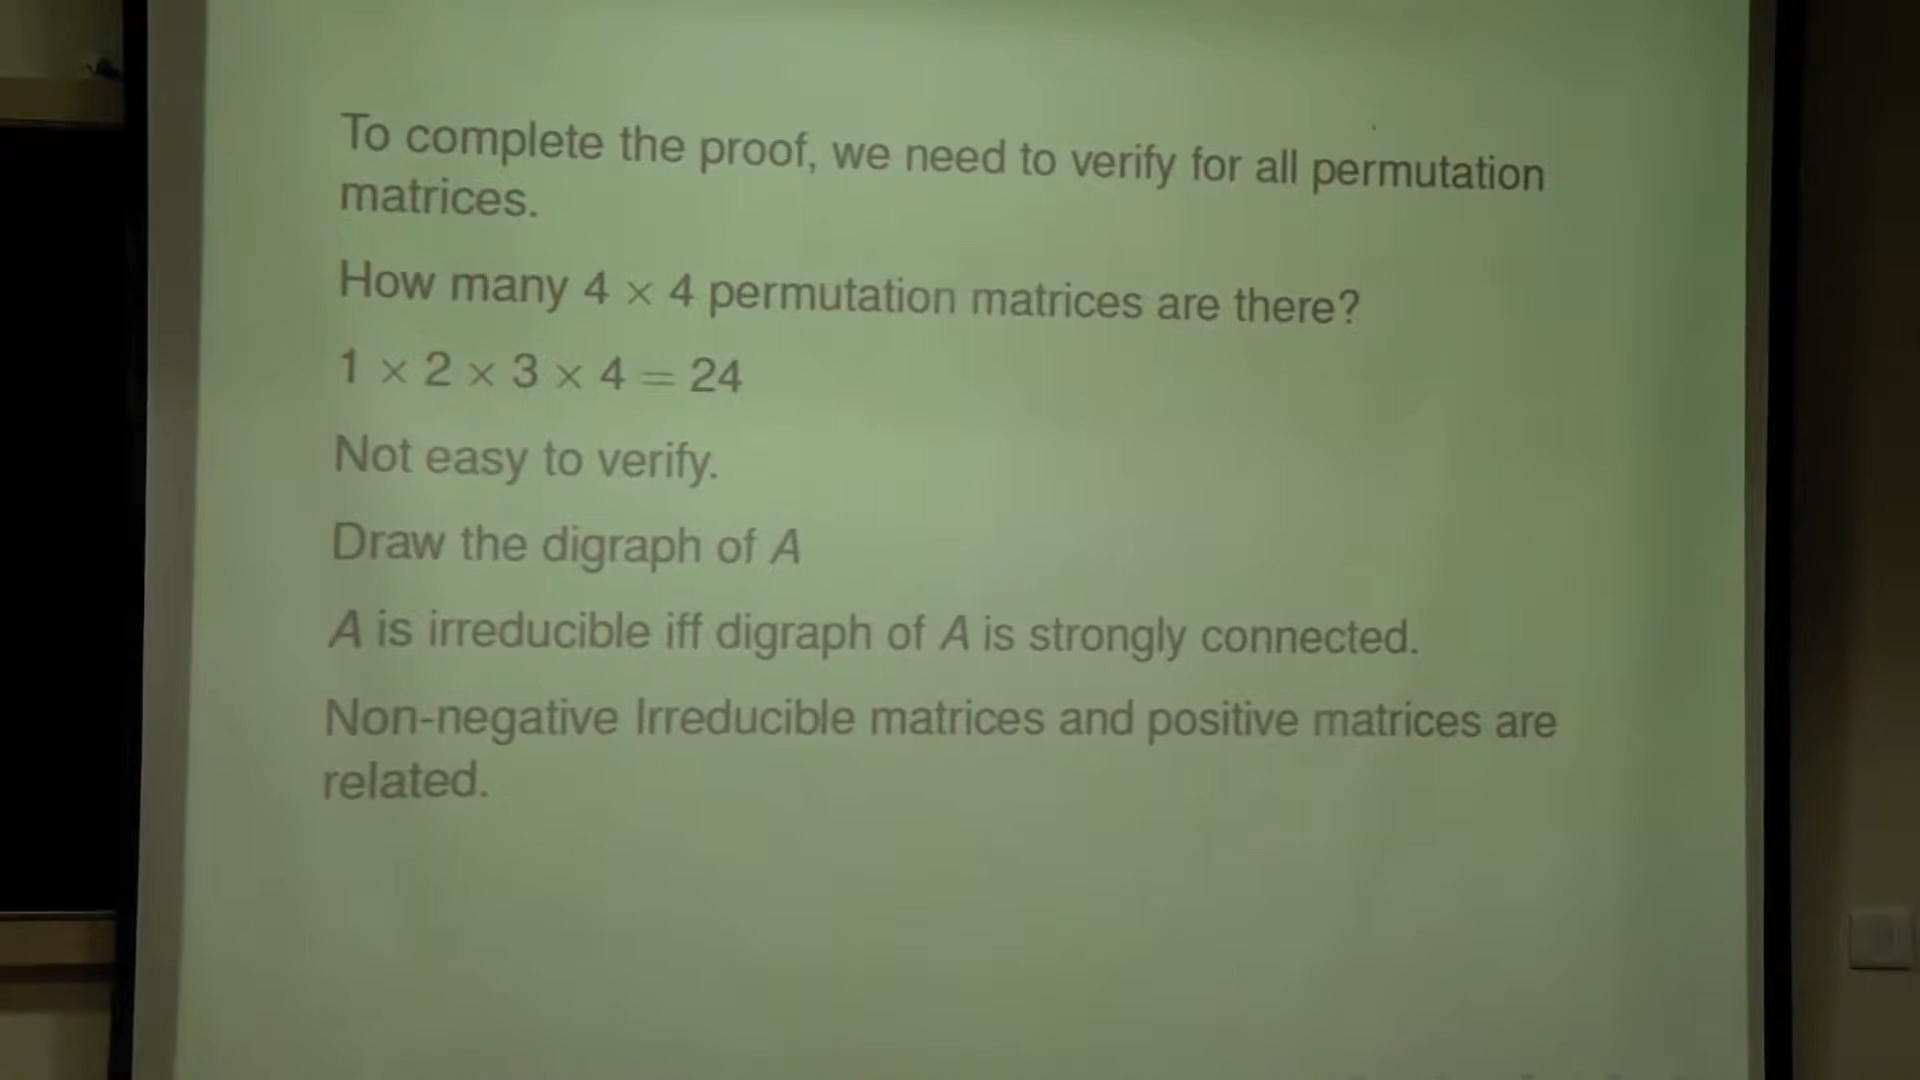 To complete the proof, we need to verify for all permutation
matrices.
How many 4 × 4 permutation matrices are there?
1 × 2 × 3 × 4 = 24
Not easy to verify.
Draw the digraph of A
A is irreducible iff digraph of A is strongly connected.
Non-negative Irreducible matrices and positive matrices are
related.